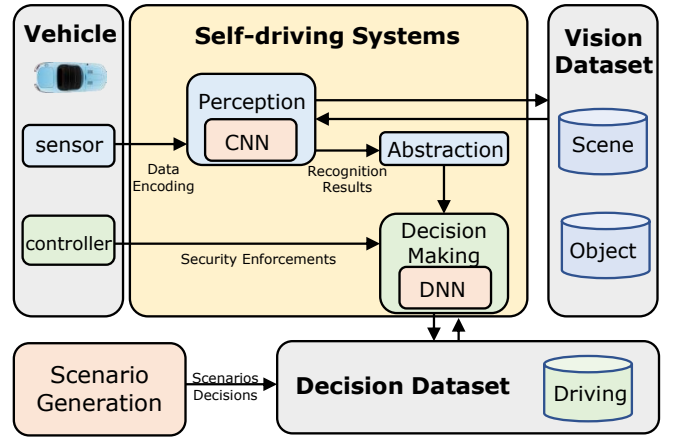 Vehicle
sensor
controller
Self-driving Systems
Perception
CNN
Data
Encoding
Recognition
Results
Abstraction
Security Enforcements
Decision
Making
DNN
Vision
Dataset
Scene
Object
Scenario
Generation
Scenarios
Decisions
Decision Dataset
Driving